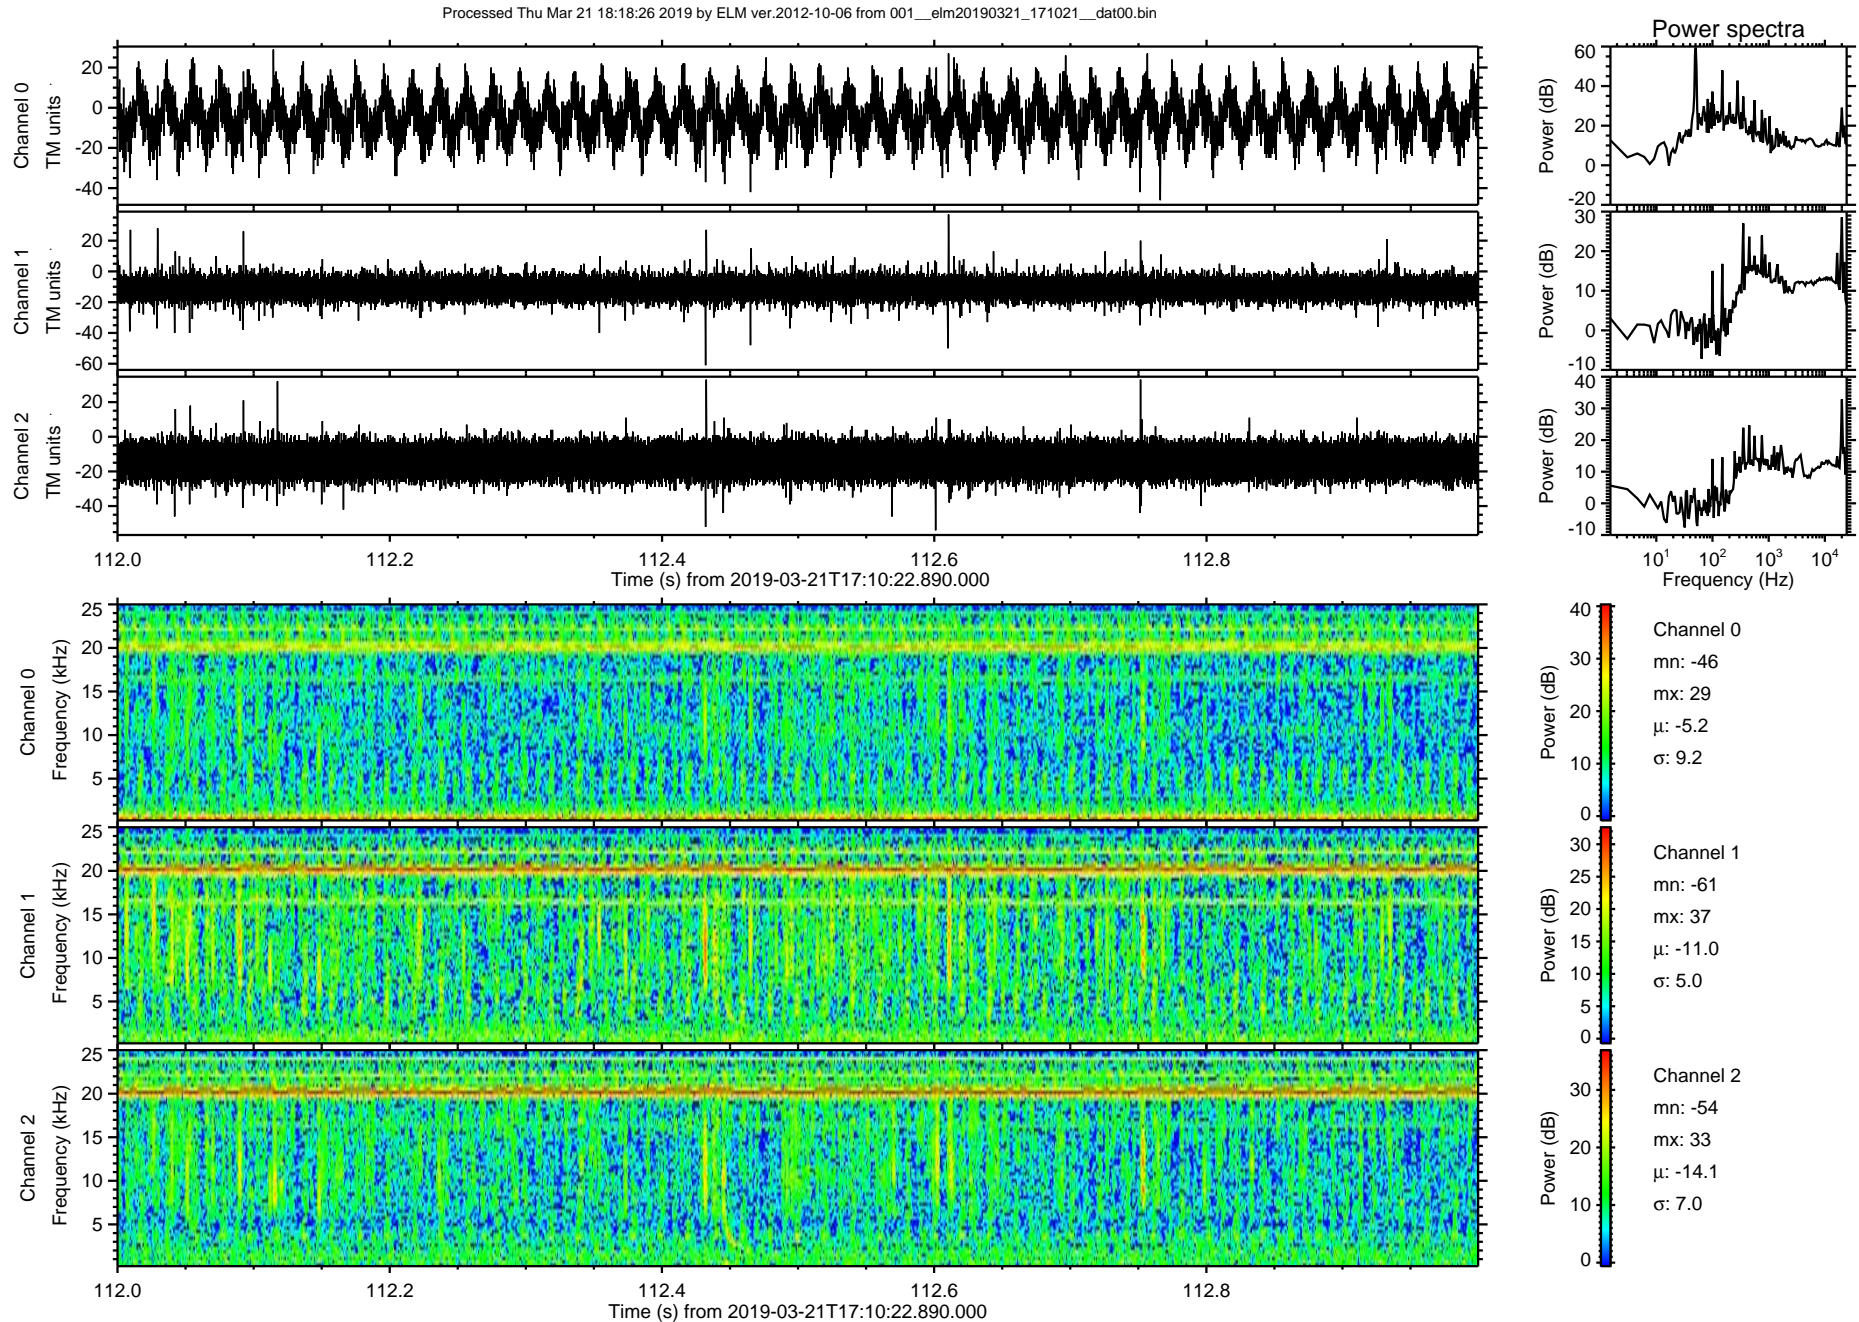 Processed Thu Mar 21 18:18:26 2019 by ELM ver.2012-10-06 from 001__elm20190321_171021__dat00.bin
Power spectra
Channel 0
TM units
20
0
-20
-40
Power (dB)
60
40
20
0
-20
Channel 1
TM units
20
0
-20
-40
-60
Power (dB)
30
20
10
0
-10
Channel 2
TM units
20
0
-20
-40
Power (dB)
40
30
20
10
0
-10
112.0 112.2 112.4 112.6 112.8
Time (s) from 2019-03-21T17:10:22.890.000
10¹ 10² 10³ 10⁴
Frequency (Hz)
Channel 0
Frequency (kHz)
25
20
15
10
5
Power (dB)
40
30
20
10
0
Channel 0
mn: -46
mx: 29
μ: -5.2
σ: 9.2
Channel 1
Frequency (kHz)
25
20
15
10
5
Power (dB)
30
25
20
15
10
5
0
Channel 1
mn: -61
mx: 37
μ: -11.0
σ: 5.0
Channel 2
Frequency (kHz)
25
20
15
10
5
Power (dB)
30
20
10
0
Channel 2
mn: -54
mx: 33
μ: -14.1
σ: 7.0
112.0 112.2 112.4 112.6 112.8
Time (s) from 2019-03-21T17:10:22.890.000